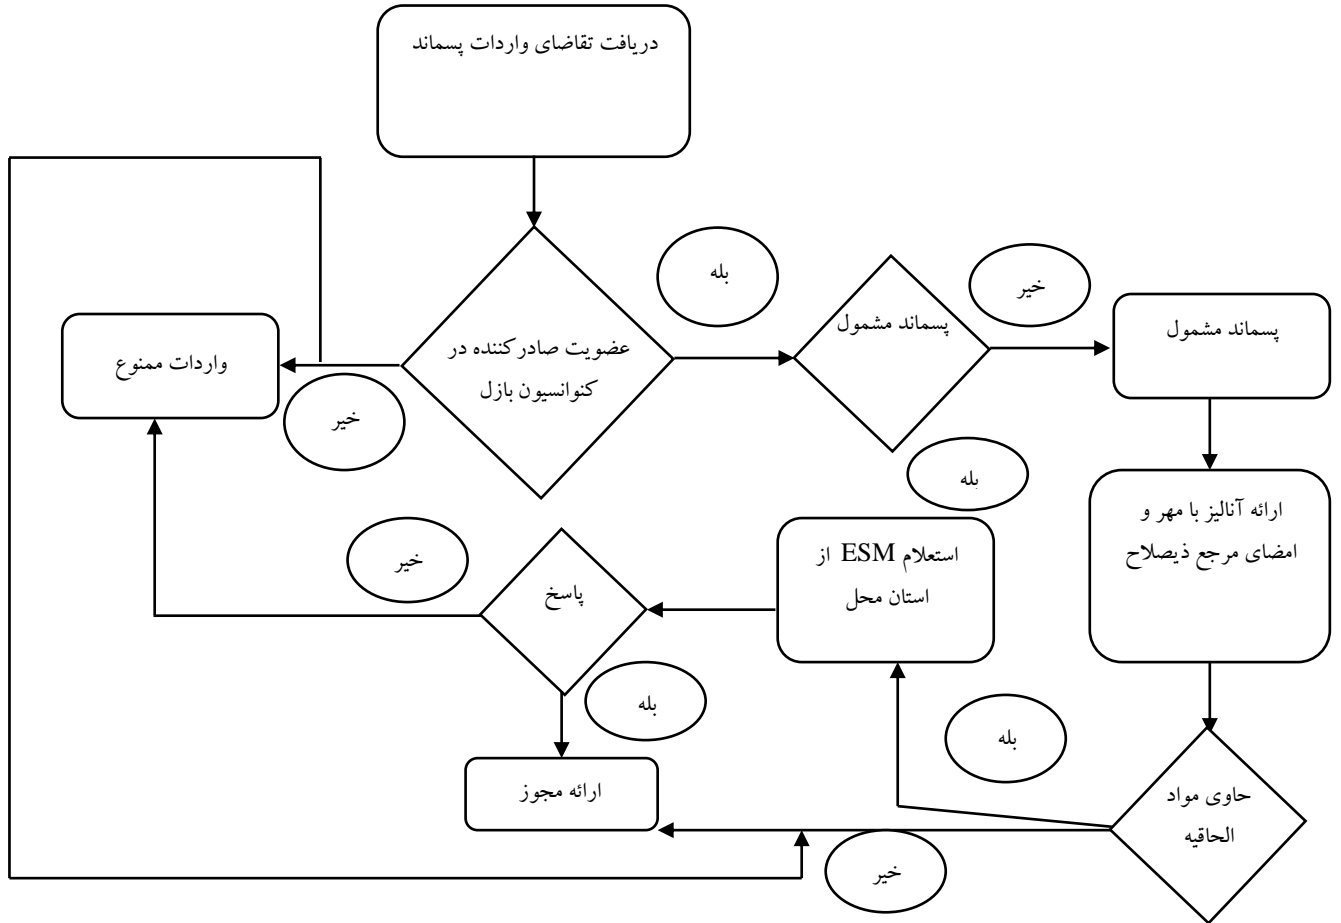 دریافت تقاضای واردات پسماند
بله
خیر
پسماند مشمول
پسماند مشمول
عضویت صادر کننده در
کنوانسیون بازل
واردات ممنوع
خیر
بله
ارائه آنالیز با مهر و
امضای مرجع ذیصلاح
استعلام ESM از
استان محل
پاسخ
خیر
بله
بله
ارائه مجوز
حاوی مواد
الحاقیه
خیر